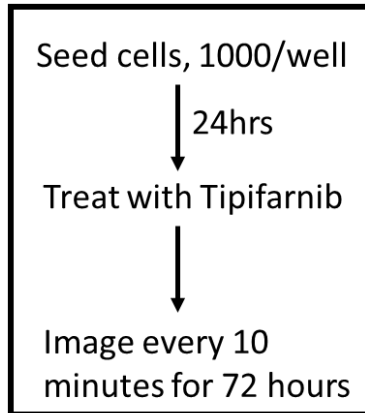 Seed cells, 1000/well
24hrs
Treat with Tipifarnib
Image every 10
minutes for 72 hours